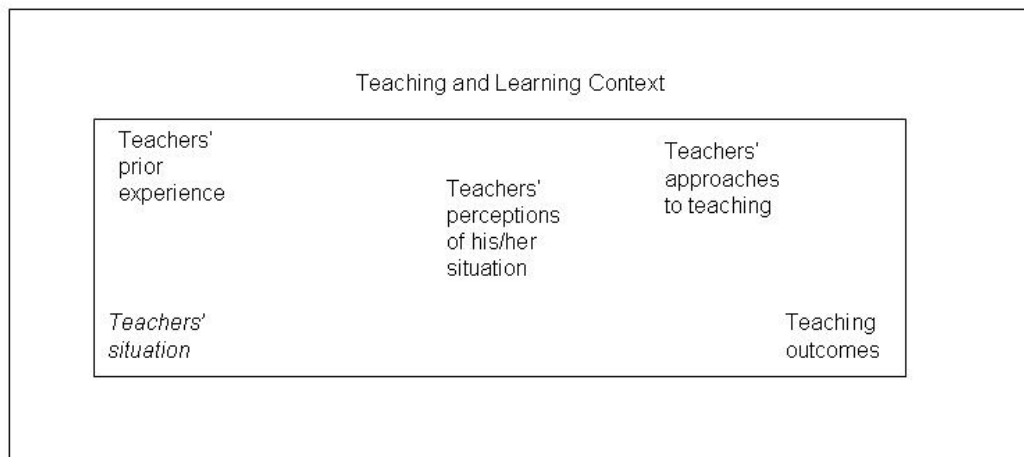 Teaching and Learning Context
Teachers'
prior
experience
Teachers'
perceptions
of his/her
situation
Teachers'
approaches
to teaching
Teachers'
situation
Teaching
outcomes